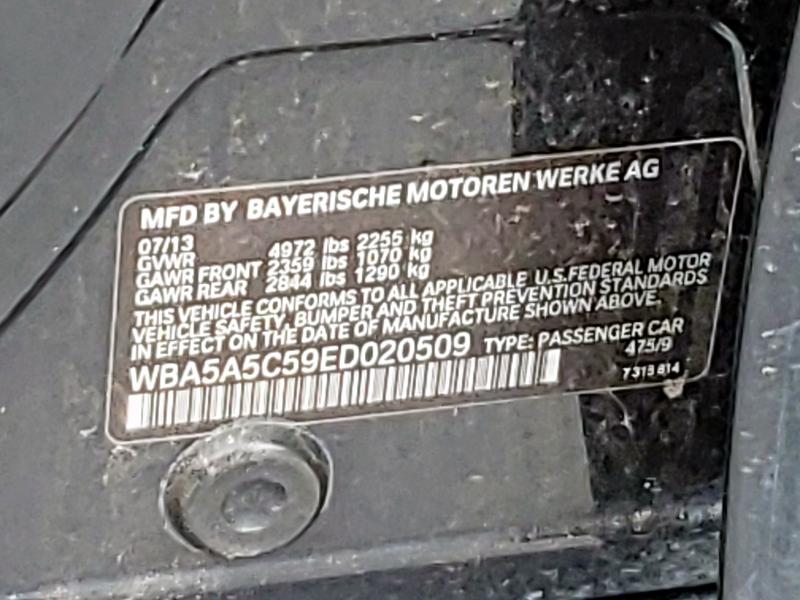 MFD BY BAYERISCHE MOTOREN WERKE AG
07/13
GVWR 4972 lbs 2255 kg
GAWR FRONT 2359 lbs 1070 kg
GAWR REAR 2844 lbs 1290 kg
THIS VEHICLE CONFORMS TO ALL APPLICABLE U.S.FEDERAL MOTOR
VEHICLE SAFETY, BUMPER AND THEFT PREVENTION STANDARDS
IN EFFECT ON THE DATE OF MANUFACTURE SHOWN ABOVE.
WBA5A5C59ED020509 TYPE: PASSENGER CAR
475/9